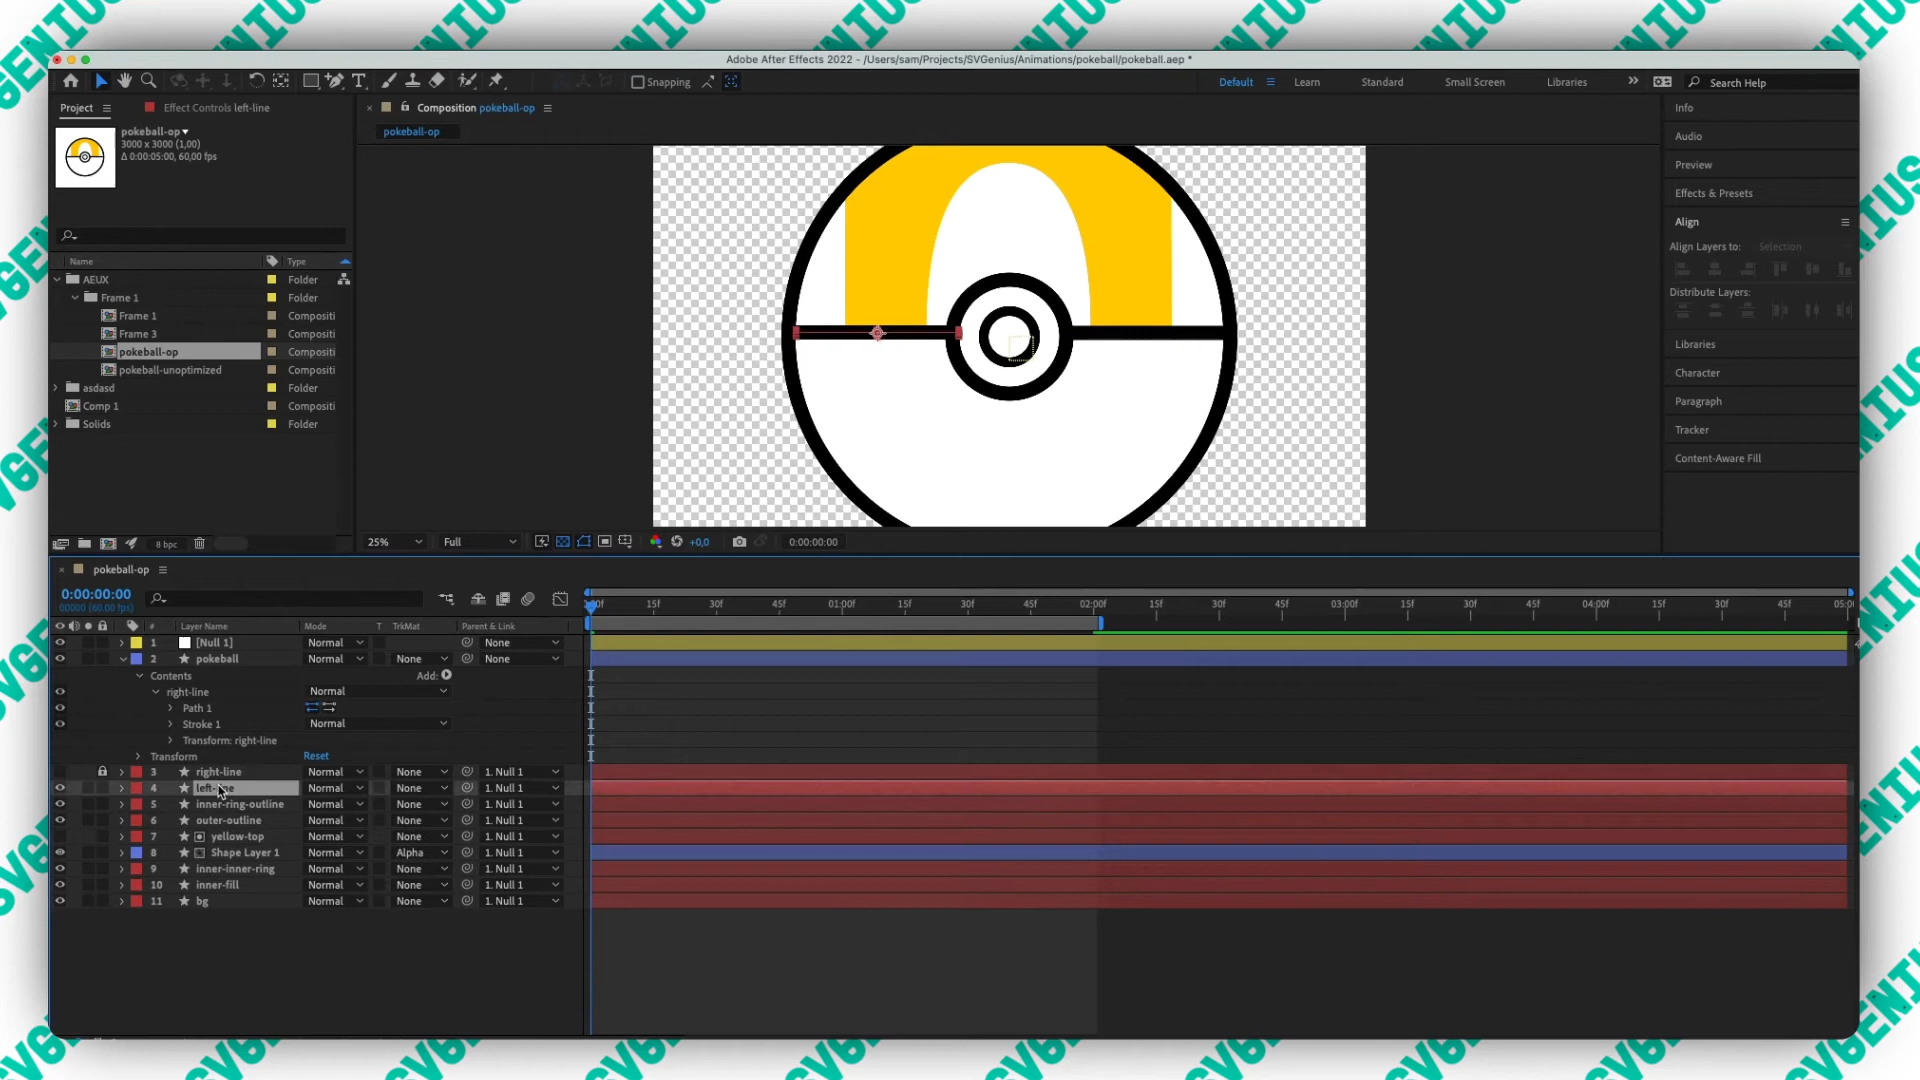 SVGENIUS
Adobe After Effects 2022 - /Users/sam/Projects/SVGenius/Animations/pokeball/pokeball.aep *
Snapping
Default
Learn
Standard
Small Screen
Libraries
Search Help
Project
Effect Controls left-line
pokeball-op
3000 x 3000 (1,00)
Δ 0:00:05:00, 60,00 fps
Name
Type
AEUX
Folder
Frame 1
Folder
Frame 1
Compositi
Frame 3
Compositi
pokeball-op
Compositi
pokeball-unoptimized
Compositi
asdasd
Folder
Comp 1
Compositi
Solids
Folder
8 bpc
Composition pokeball-op
pokeball-op
25%
Full
+0,0
0:00:00:00
Info
Audio
Preview
Effects & Presets
Align
Align Layers to:
Selection
Distribute Layers:
Libraries
Character
Paragraph
Tracker
Content-Aware Fill
pokeball-op
0:00:00:00
00000 (60.00 fps)
:00f 15f 30f 45f 01:00f 15f 30f 45f 02:00f 15f 30f 45f 03:00f 15f 30f 45f 04:00f 15f 30f 45f 05:0
# Layer Name Mode T TrkMat Parent & Link
1 [Null 1] Normal None
2 pokeball Normal None None
Contents Add:
right-line Normal
Path 1
Stroke 1 Normal
Transform: right-line
Transform Reset
3 right-line Normal None 1. Null 1
4 left-line Normal None 1. Null 1
5 inner-ring-outline Normal None 1. Null 1
6 outer-outline Normal None 1. Null 1
7 yellow-top Normal None 1. Null 1
8 Shape Layer 1 Normal Alpha 1. Null 1
9 inner-inner-ring Normal None 1. Null 1
10 inner-fill Normal None 1. Null 1
11 bg Normal None 1. Null 1